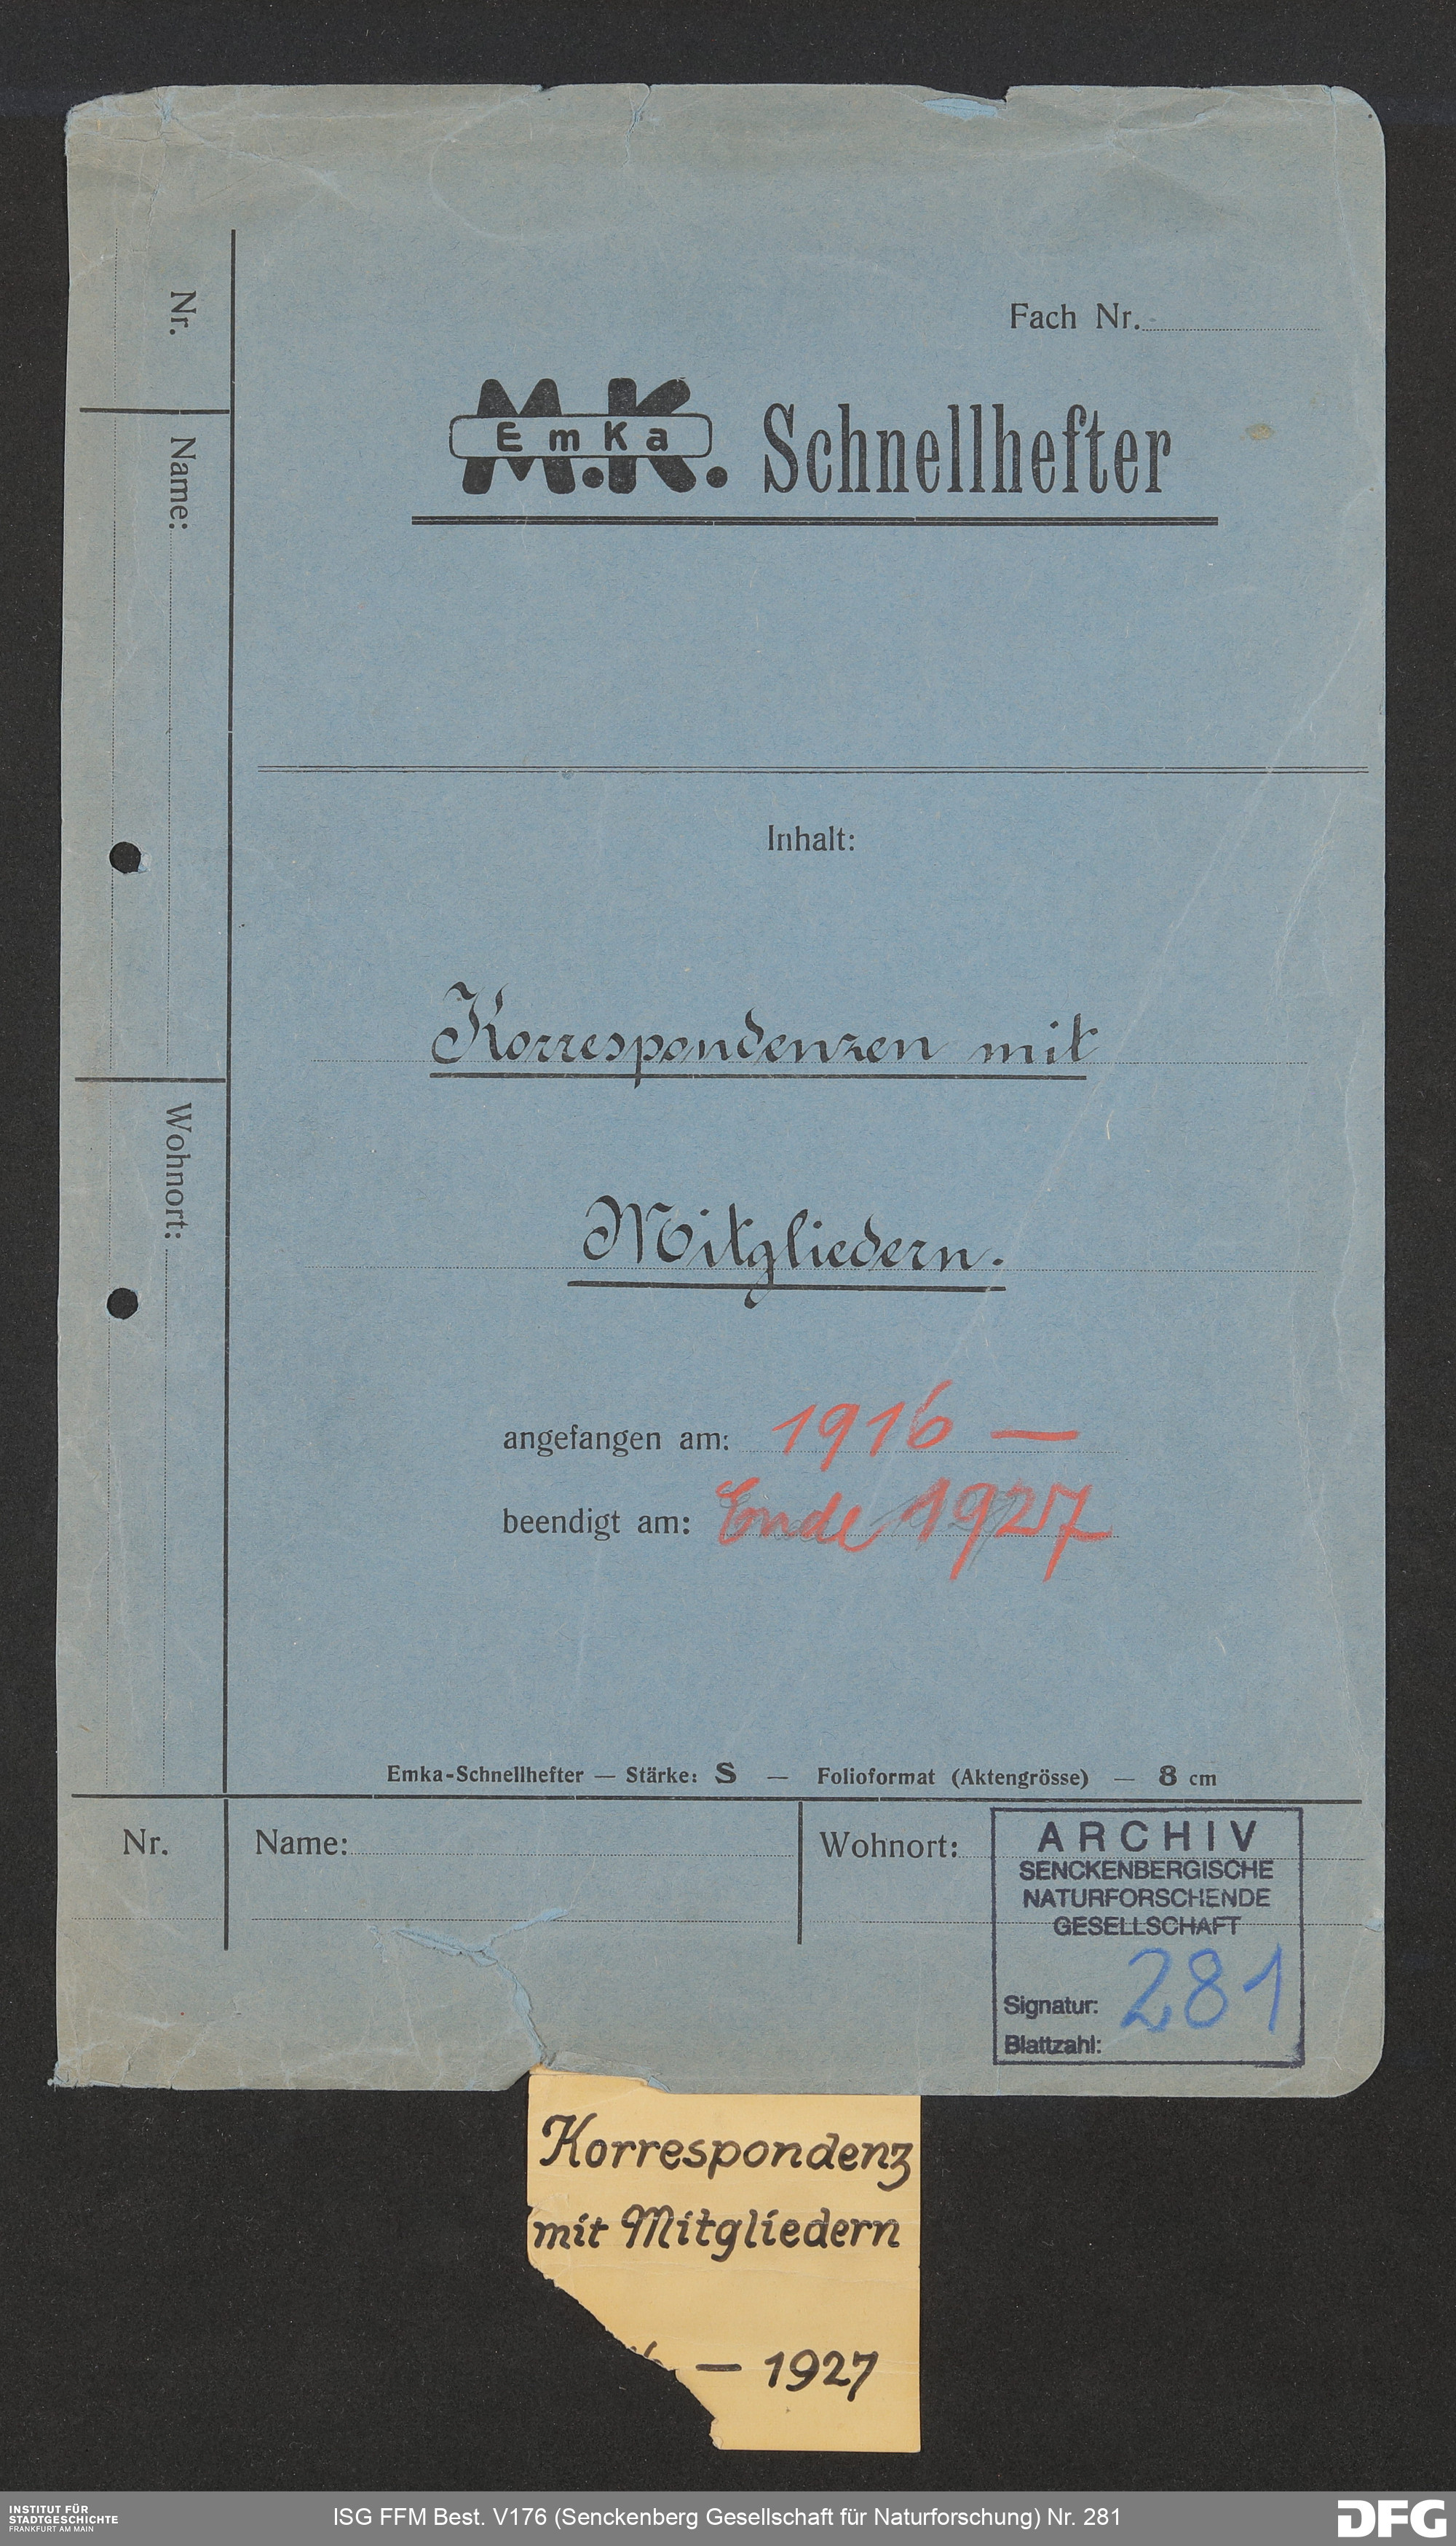 Nr.
Name:
Wohnort:
Fach Nr.
M.K.
EmKa
Schnellhefter
Inhalt:
Korrespondenzen mit
Mitgliedern.
angefangen am: 1916 —
beendigt am: Ende 1927
Emka-Schnellhefter — Stärke: S — Folioformat (Aktengrösse) — 8 cm
Nr.
Name:
Wohnort:
ARCHIV
SENCKENBERGISCHE
NATURFORSCHENDE
GESELLSCHAFT
Signatur: 281
Blattzahl:
Korrespondenz
mit Mitgliedern
— 1927
INSTITUT FÜR
STADTGESCHICHTE
FRANKFURT AM MAIN
ISG FFM Best. V176 (Senckenberg Gesellschaft für Naturforschung) Nr. 281
DFG